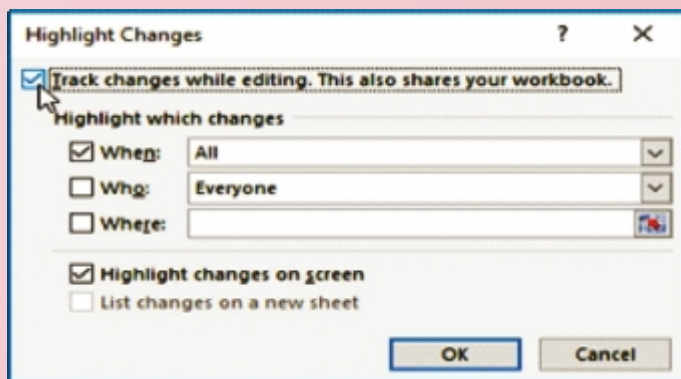 Highlight Changes ? ✕
Track changes while editing. This also shares your workbook.
Highlight which changes
When: All
Who: Everyone
Where:
Highlight changes on screen
List changes on a new sheet
OK Cancel